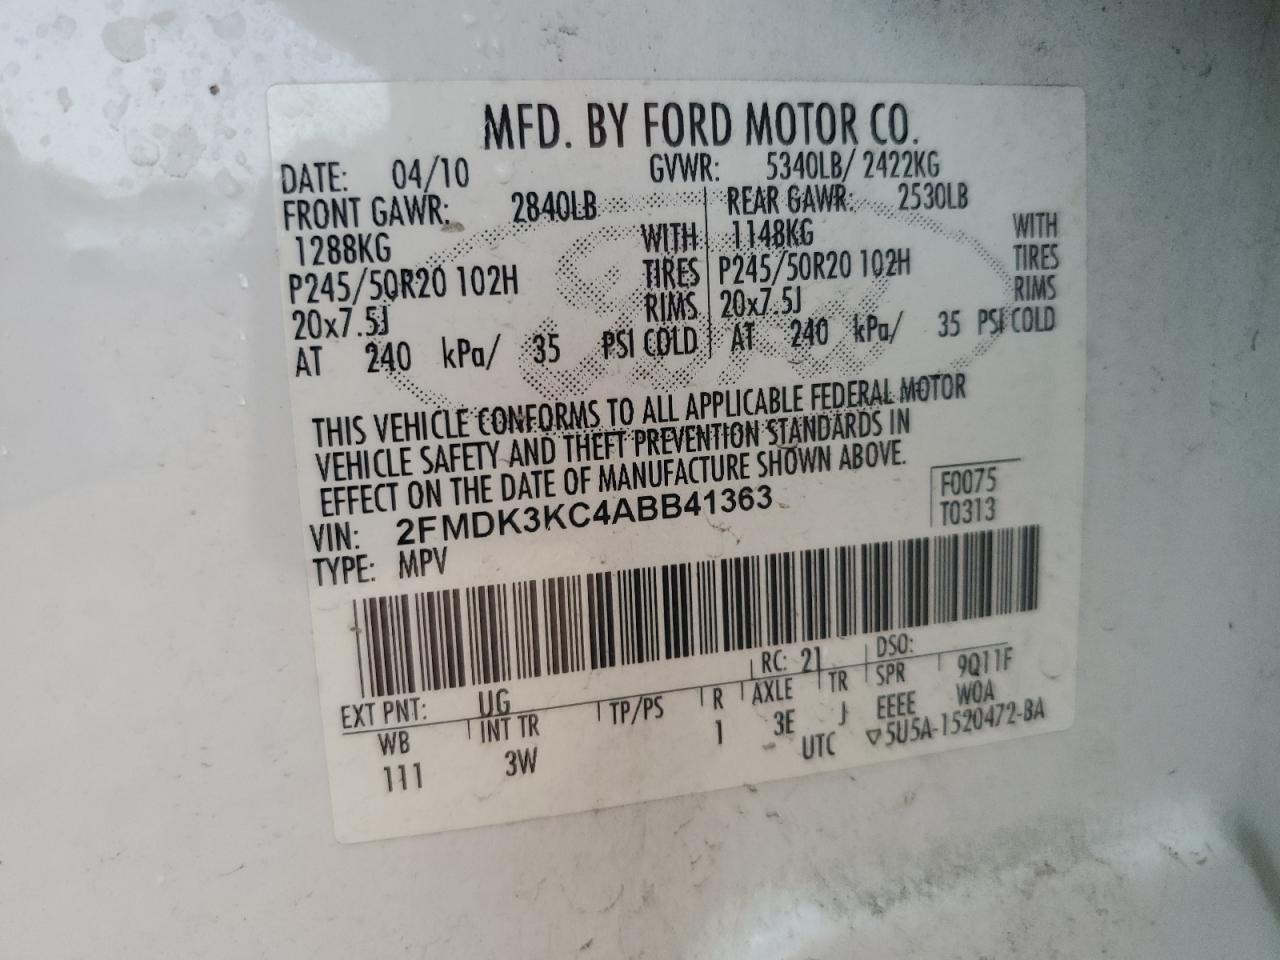 MFD. BY FORD MOTOR CO.
DATE: 04/10 GVWR: 5340LB/ 2422KG
FRONT GAWR: 2840LB REAR GAWR: 2530LB
1288KG WITH 1148KG WITH
P245/50R20 102H TIRES P245/50R20 102H TIRES
20x7.5J RIMS 20x7.5J RIMS
AT 240 kPa/ 35 PSI COLD AT 240 kPa/ 35 PSI COLD
THIS VEHICLE CONFORMS TO ALL APPLICABLE FEDERAL MOTOR
VEHICLE SAFETY AND THEFT PREVENTION STANDARDS IN
EFFECT ON THE DATE OF MANUFACTURE SHOWN ABOVE.
F0075
VIN: 2FMDK3KC4ABB41363 T0313
TYPE: MPV
EXT PNT: UG RC: 21 DSO:
WB INT TR TP/PS R AXLE TR SPR 9Q11F
111 3W 1 3E J EEEE W0A
UTC ▽5U5A-1520472-BA